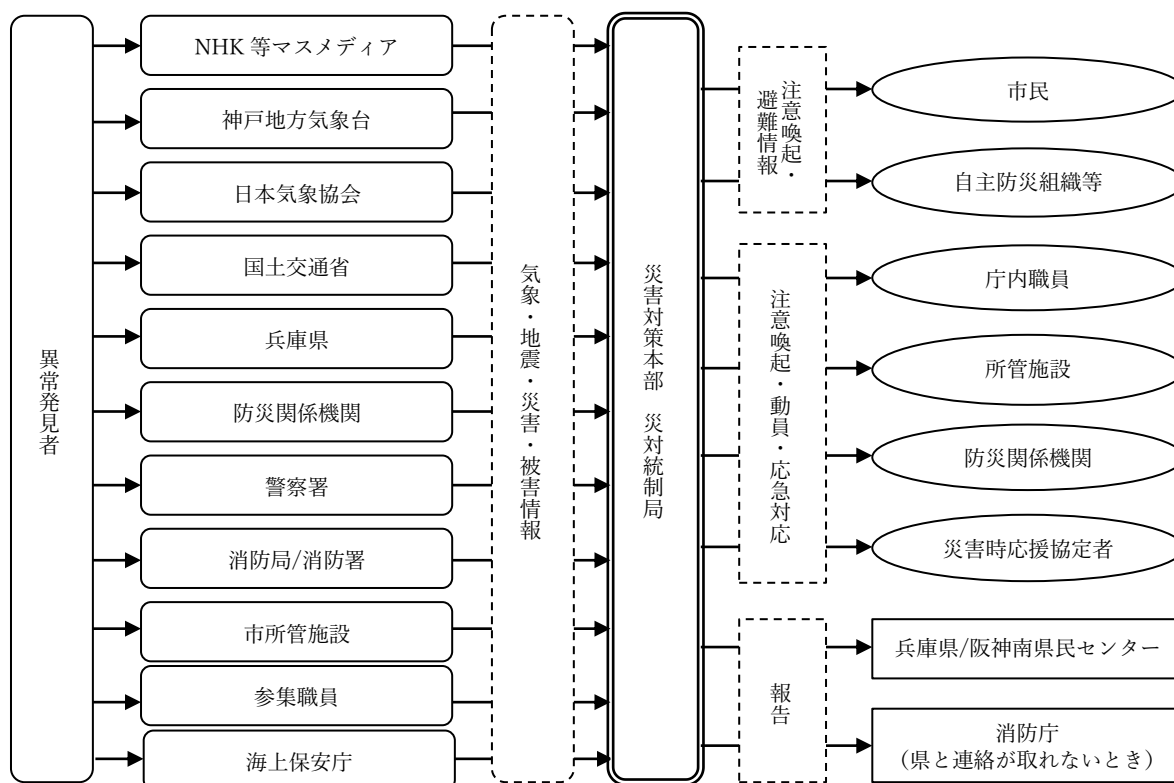 異常発見者
NHK 等マスメディア
神戸地方気象台
日本気象協会
国土交通省
兵庫県
防災関係機関
警察署
消防局/消防署
市所管施設
参集職員
海上保安庁
気象・地震・災害・被害情報
災害対策本部　災対統制局
注意喚起・
避難情報
市民
自主防災組織等
注意喚起・動員・応急対応
庁内職員
所管施設
防災関係機関
災害時応援協定者
報告
兵庫県/阪神南県民センター
消防庁
（県と連絡が取れないとき）